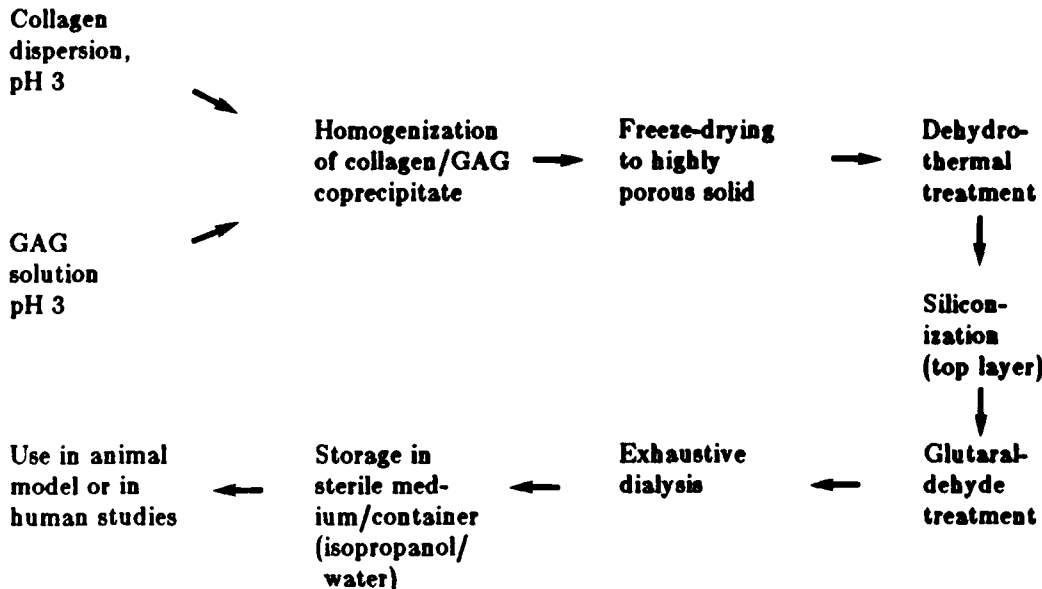 Collagen
dispersion,
pH 3
GAG
solution
pH 3
Homogenization
of collagen/GAG
coprecipitate
Freeze-drying
to highly
porous solid
Dehydro-
thermal
treatment
Silicon-
ization
(top layer)
Glutaral-
dehyde
treatment
Exhaustive
dialysis
Storage in
sterile med-
ium/container
(isopropanol/
water)
Use in animal
model or in
human studies